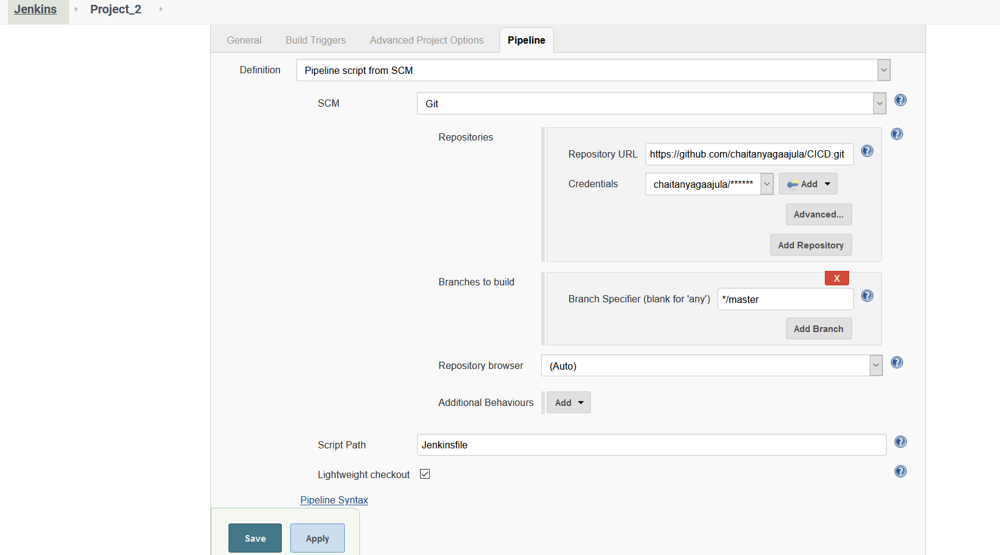 Jenkins Project_2
General Build Triggers Advanced Project Options Pipeline
Definition Pipeline script from SCM
SCM Git
Repositories
Repository URL https://github.com/chaitanyagaajula/CICD.git
Credentials chaitanyagaajula/****** Add
Advanced...
Add Repository
X
Branches to build
Branch Specifier (blank for 'any') */master
Add Branch
Repository browser (Auto)
Additional Behaviours Add
Script Path Jenkinsfile
Lightweight checkout
Pipeline Syntax
Save Apply